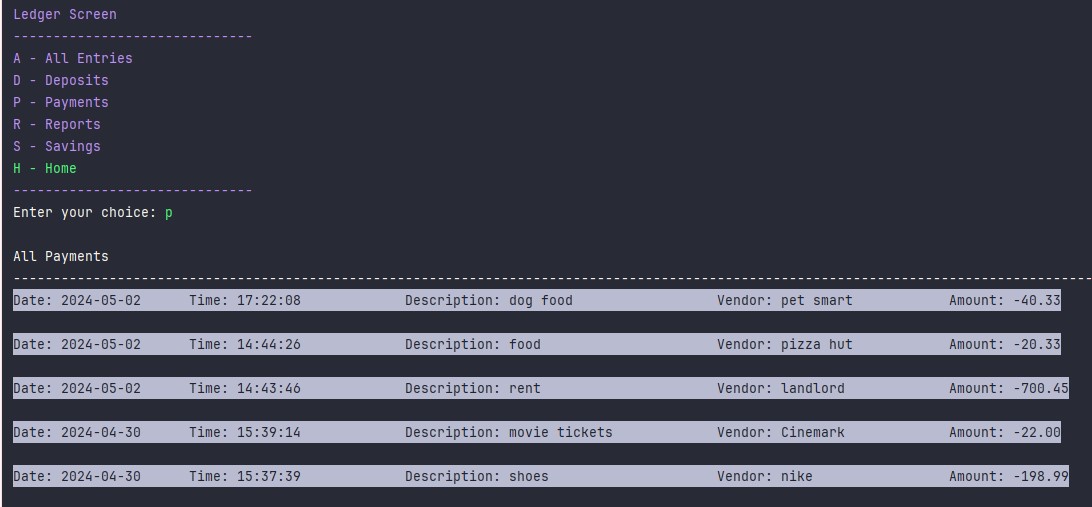 Ledger Screen
------------------------------
A - All Entries
D - Deposits
P - Payments
R - Reports
S - Savings
H - Home
------------------------------
Enter your choice: p
All Payments
---------------------------------------------------------------------------------------------------------------------------------------
Date: 2024-05-02      Time: 17:22:08             Description: dog food                  Vendor: pet smart            Amount: -40.33
Date: 2024-05-02      Time: 14:44:26             Description: food                      Vendor: pizza hut            Amount: -20.33
Date: 2024-05-02      Time: 14:43:46             Description: rent                      Vendor: landlord             Amount: -700.45
Date: 2024-04-30      Time: 15:39:14             Description: movie tickets             Vendor: Cinemark             Amount: -22.00
Date: 2024-04-30      Time: 15:37:39             Description: shoes                     Vendor: nike                 Amount: -198.99